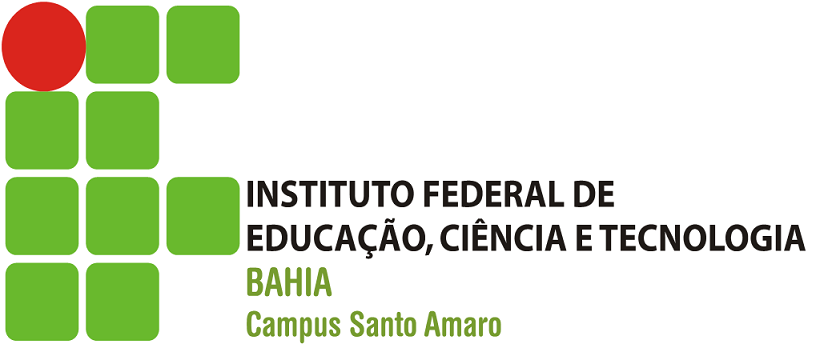 INSTITUTO FEDERAL DE
EDUCAÇÃO, CIÊNCIA E TECNOLOGIA
BAHIA
Campus Santo Amaro